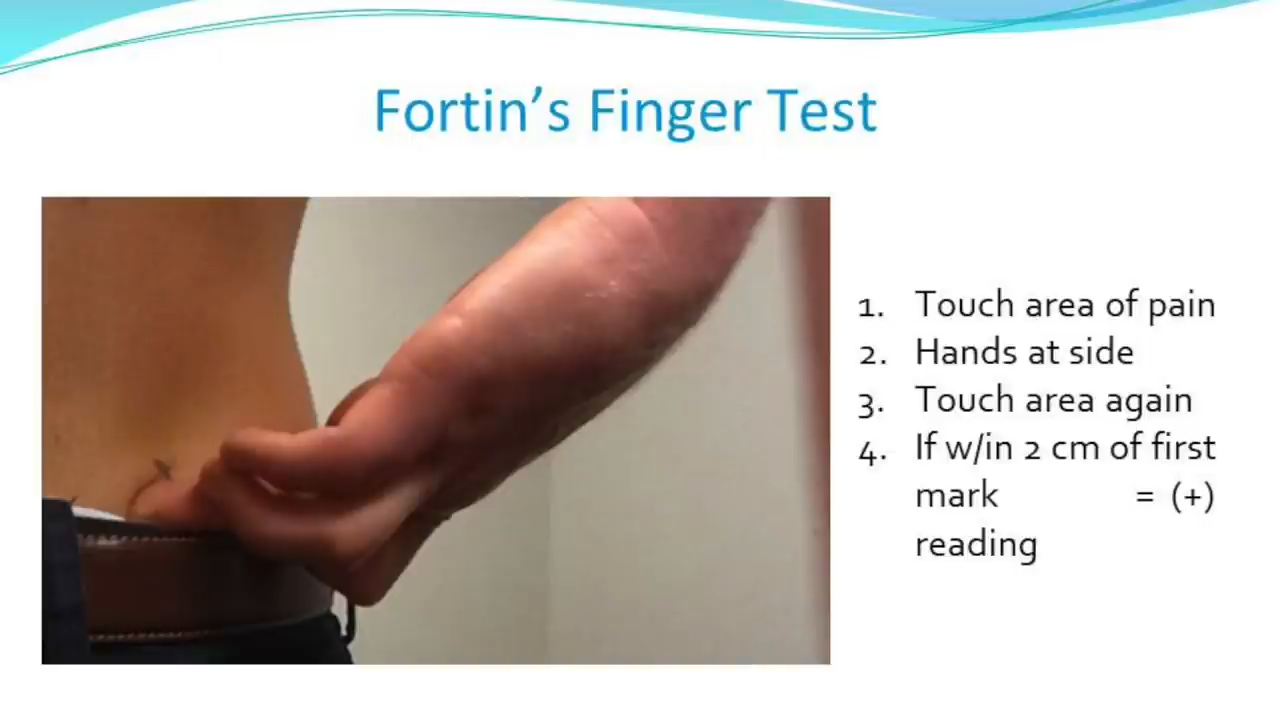 Fortin’s Finger Test
1. Touch area of pain
2. Hands at side
3. Touch area again
4. If w/in 2 cm of first
mark = (+)
reading